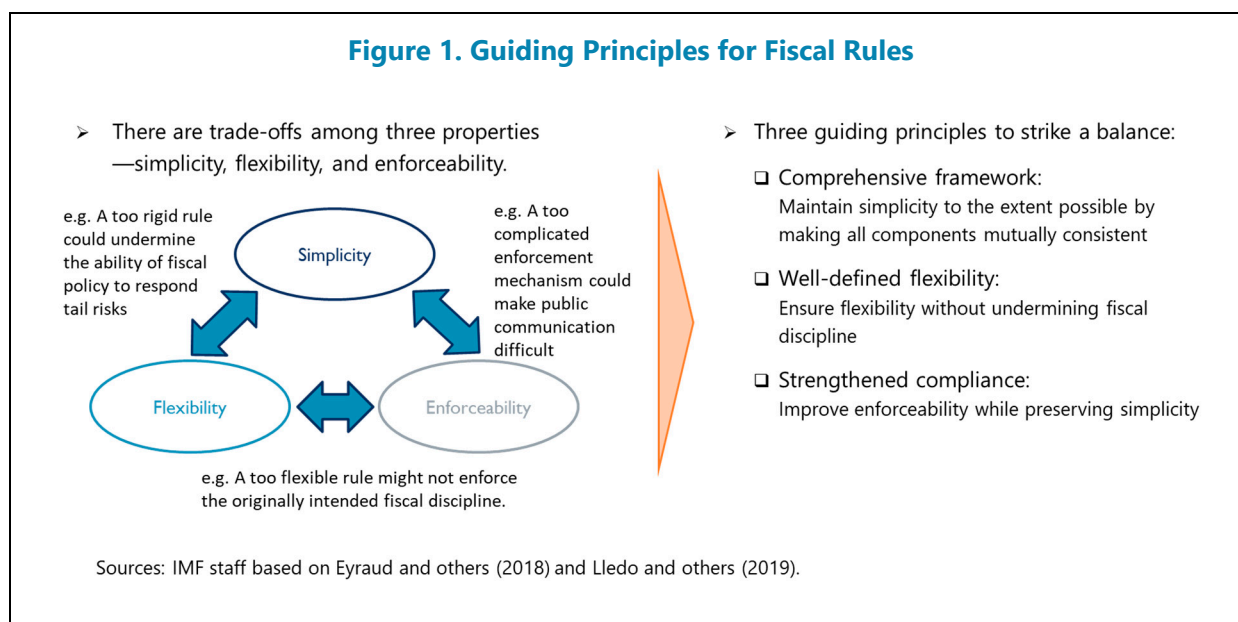 Figure 1. Guiding Principles for Fiscal Rules
➢ There are trade-offs among three properties
—simplicity, flexibility, and enforceability.
e.g. A too rigid rule
could undermine
the ability of fiscal
policy to respond
tail risks
Simplicity
e.g. A too
complicated
enforcement
mechanism could
make public
communication
difficult
Flexibility
Enforceability
e.g. A too flexible rule might not enforce
the originally intended fiscal discipline.
➢ Three guiding principles to strike a balance:
❑ Comprehensive framework:
Maintain simplicity to the extent possible by
making all components mutually consistent
❑ Well-defined flexibility:
Ensure flexibility without undermining fiscal
discipline
❑ Strengthened compliance:
Improve enforceability while preserving simplicity
Sources: IMF staff based on Eyraud and others (2018) and Lledo and others (2019).